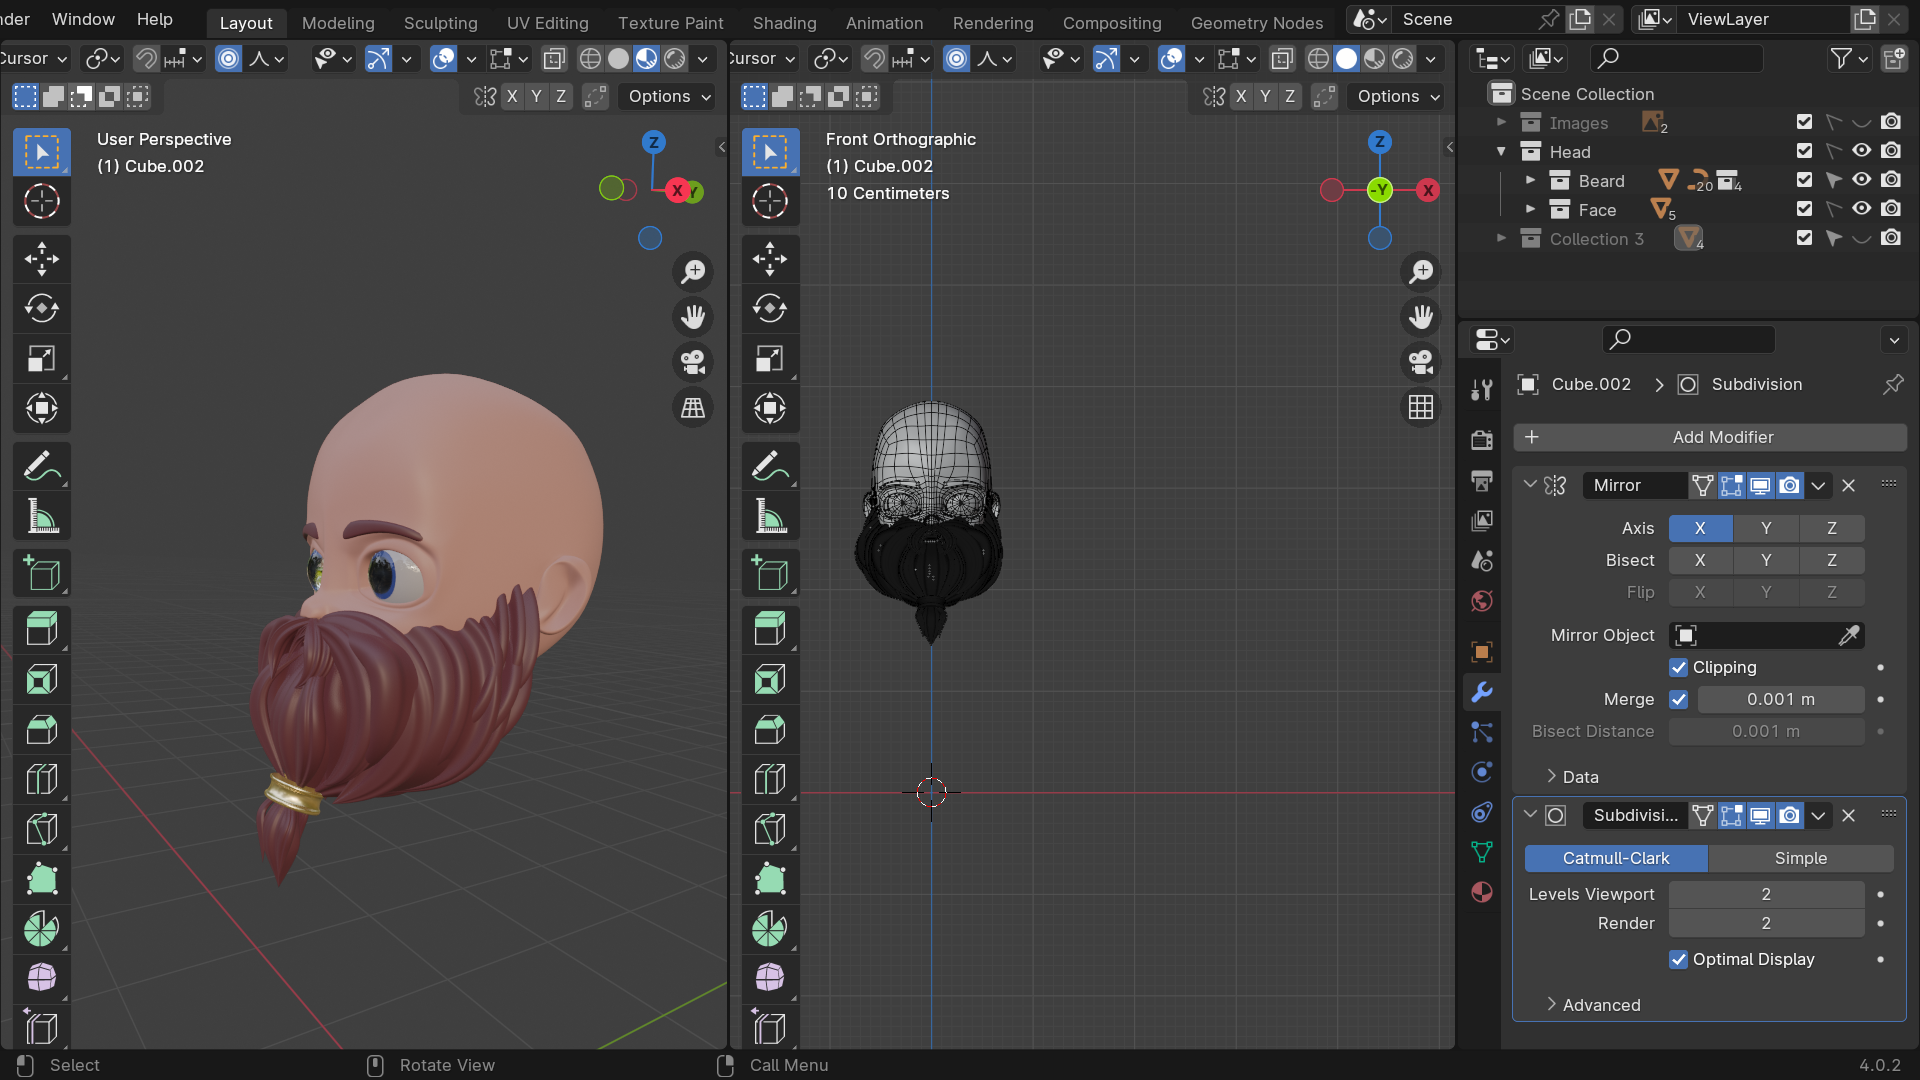 nder Window Help
Layout Modeling Sculpting UV Editing Texture Paint Shading Animation Rendering Compositing Geometry Nodes
Scene
ViewLayer
Cursor
X Y Z Options
User Perspective
(1) Cube.002
Z
X
Y
Cursor
X Y Z Options
Front Orthographic
(1) Cube.002
10 Centimeters
Z
-Y
X
Scene Collection
Images 2
Head
Beard 20 4
Face 5
Collection 3 4
Cube.002 > Subdivision
+ Add Modifier
Mirror
Axis X Y Z
Bisect X Y Z
Flip X Y Z
Mirror Object
Clipping
Merge 0.001 m
Bisect Distance 0.001 m
Data
Subdivisi...
Catmull-Clark Simple
Levels Viewport 2
Render 2
Optimal Display
Advanced
Select Rotate View Call Menu 4.0.2